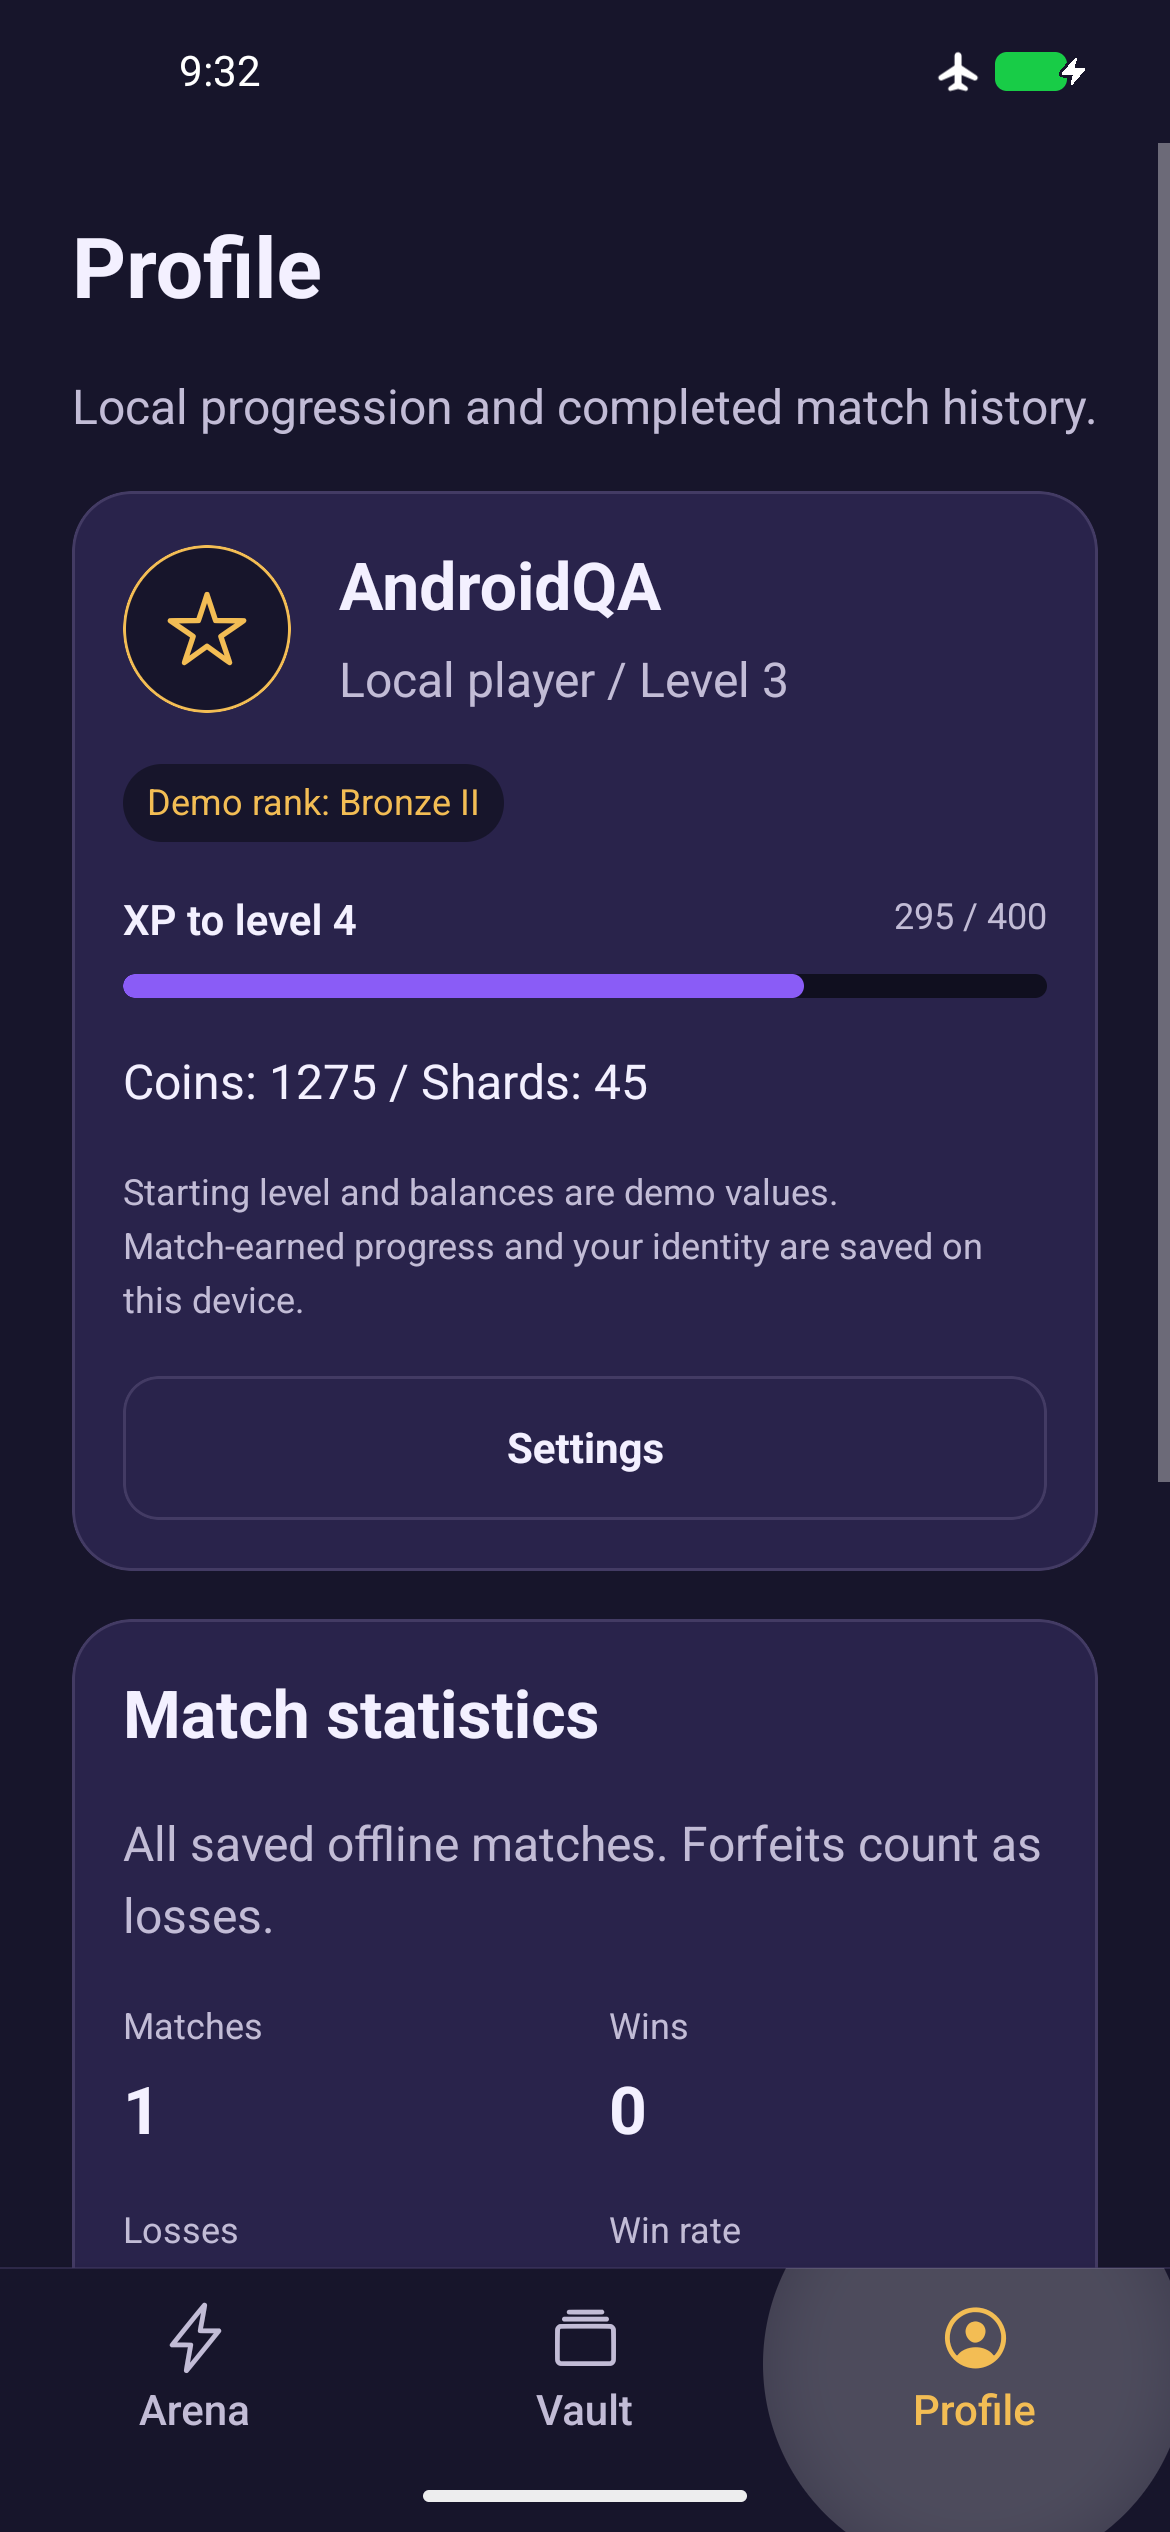 9:32
Profile
Local progression and completed match history.
AndroidQA
Local player / Level 3
Demo rank: Bronze II
XP to level 4
295 / 400
Coins: 1275 / Shards: 45
Starting level and balances are demo values.
Match-earned progress and your identity are saved on
this device.
Settings
Match statistics
All saved offline matches. Forfeits count as
losses.
Matches
Wins
1
0
Losses
Win rate
Arena
Vault
Profile